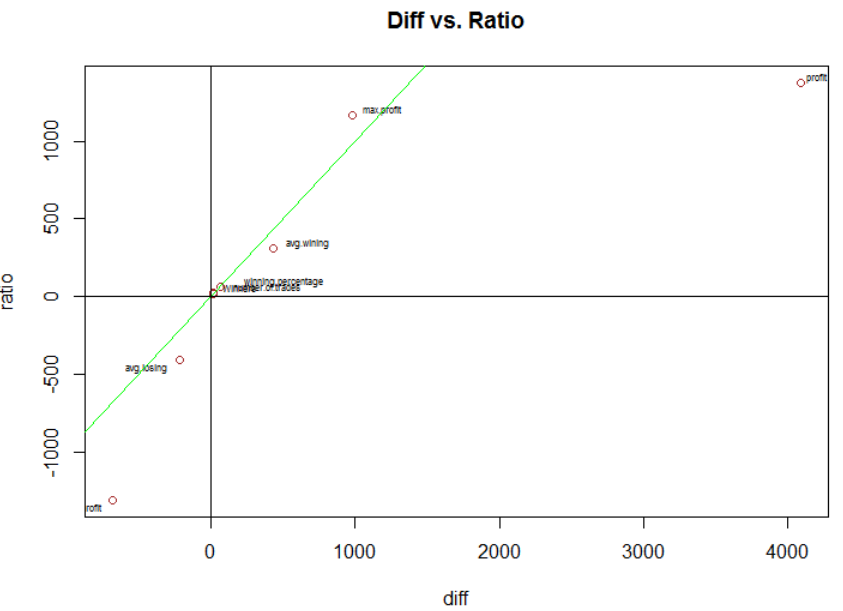 Diff vs. Ratio
profit
max.profit
avg.wining
winning.percentage
Winners
avg.losing
rofit
ratio
1000
500
0
-500
-1000
0
1000
2000
3000
4000
diff